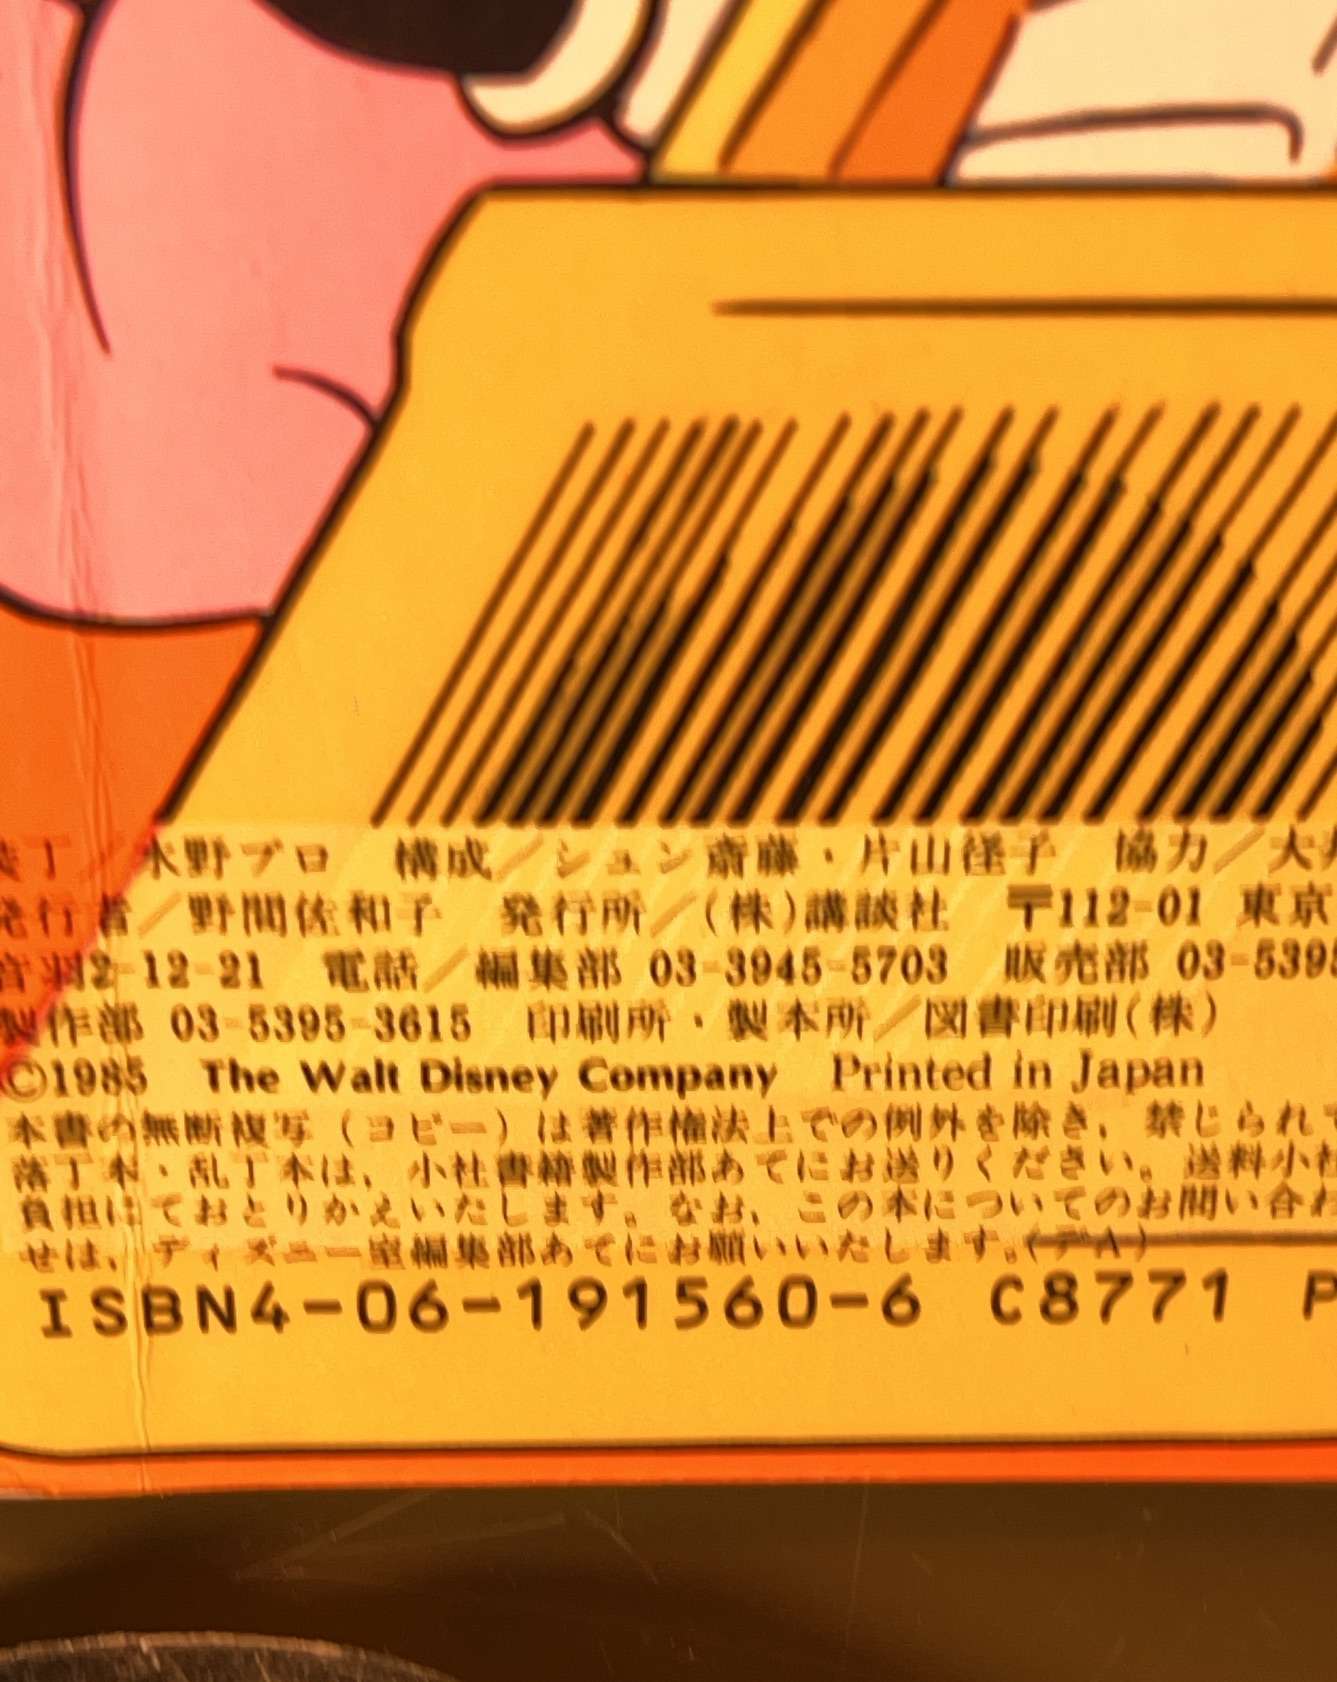 丁／水野プロ　構成／シュン斎藤・片山径子　協力／大
発行者／野間佐和子　発行所／(株)講談社　〒112-01 東京
音羽2-12-21　電話／編集部 03-3945-5703　販売部 03-539
製作部 03-5395-3615　印刷所・製本所／図書印刷(株)
©1985　The Walt Disney Company　Printed in Japan
本書の無断複写（コピー）は著作権法上での例外を除き，禁じられて
落丁本・乱丁本は，小社書籍製作部あてにお送りください。送料小社
負担にておとりかえいたします。なお，この本についてのお問い合わ
せは，ディズニー室編集部あてにお願いいたします。(デA)
ISBN4-06-191560-6 C8771 P